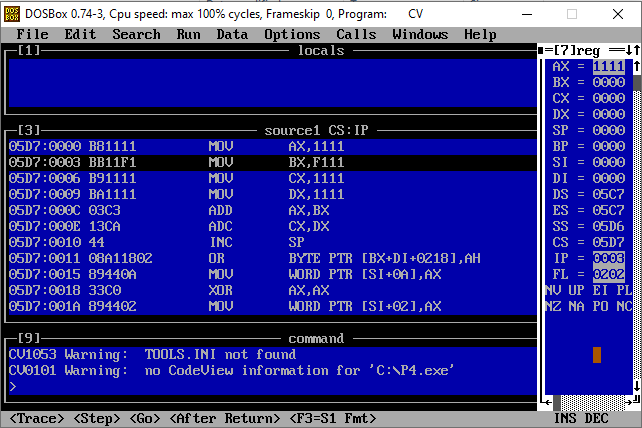 DOSBox 0.74-3, Cpu speed: max 100% cycles, Frameskip 0, Program: CV
File Edit Search Run Data Options Calls Windows Help
[1] locals
[3] source1 CS:IP
05D7:0000 B81111 MOV AX,1111
05D7:0003 BB11F1 MOV BX,F111
05D7:0006 B91111 MOV CX,1111
05D7:0009 BA1111 MOV DX,1111
05D7:000C 03C3 ADD AX,BX
05D7:000E 13CA ADC CX,DX
05D7:0010 44 INC SP
05D7:0011 08A11802 OR BYTE PTR [BX+DI+0218],AH
05D7:0015 89440A MOV WORD PTR [SI+0A],AX
05D7:0018 33C0 XOR AX,AX
05D7:001A 894402 MOV WORD PTR [SI+02],AX
[9] command
CV1053 Warning: TOOLS.INI not found
CV0101 Warning: no CodeView information for 'C:\P4.exe'
>
[7]reg
AX = 1111
BX = 0000
CX = 0000
DX = 0000
SP = 0000
BP = 0000
SI = 0000
DI = 0000
DS = 05C7
ES = 05C7
SS = 05D6
CS = 05D7
IP = 0003
FL = 0202
NV UP EI PL
NZ NA PO NC
<Trace> <Step> <Go> <After Return> <F3=S1 Fmt> INS DEC